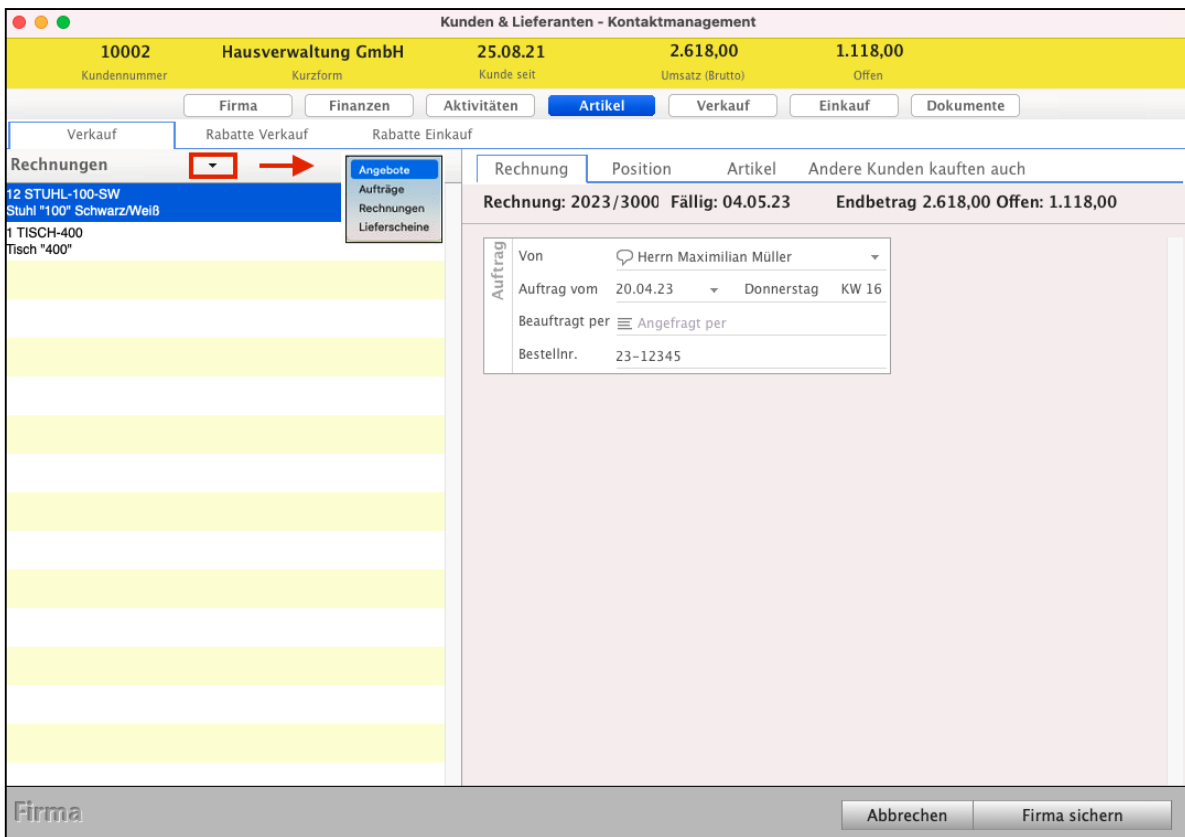 Kunden & Lieferanten - Kontaktmanagement
10002 Hausverwaltung GmbH 25.08.21 2.618,00 1.118,00
Kundennummer Kurzform Kunde seit Umsatz (Brutto) Offen
Firma Finanzen Aktivitäten Artikel Verkauf Einkauf Dokumente
Verkauf Rabatte Verkauf Rabatte Einkauf
Rechnungen
Angebote
Aufträge
Rechnungen
Lieferscheine
12 STUHL-100-SW
Stuhl "100" Schwarz/Weiß
1 TISCH-400
Tisch "400"
Rechnung Position Artikel Andere Kunden kauften auch
Rechnung: 2023/3000 Fällig: 04.05.23 Endbetrag 2.618,00 Offen: 1.118,00
Auftrag
Von Herrn Maximilian Müller
Auftrag vom 20.04.23 Donnerstag KW 16
Beauftragt per Angefragt per
Bestellnr. 23-12345
Firma Abbrechen Firma sichern